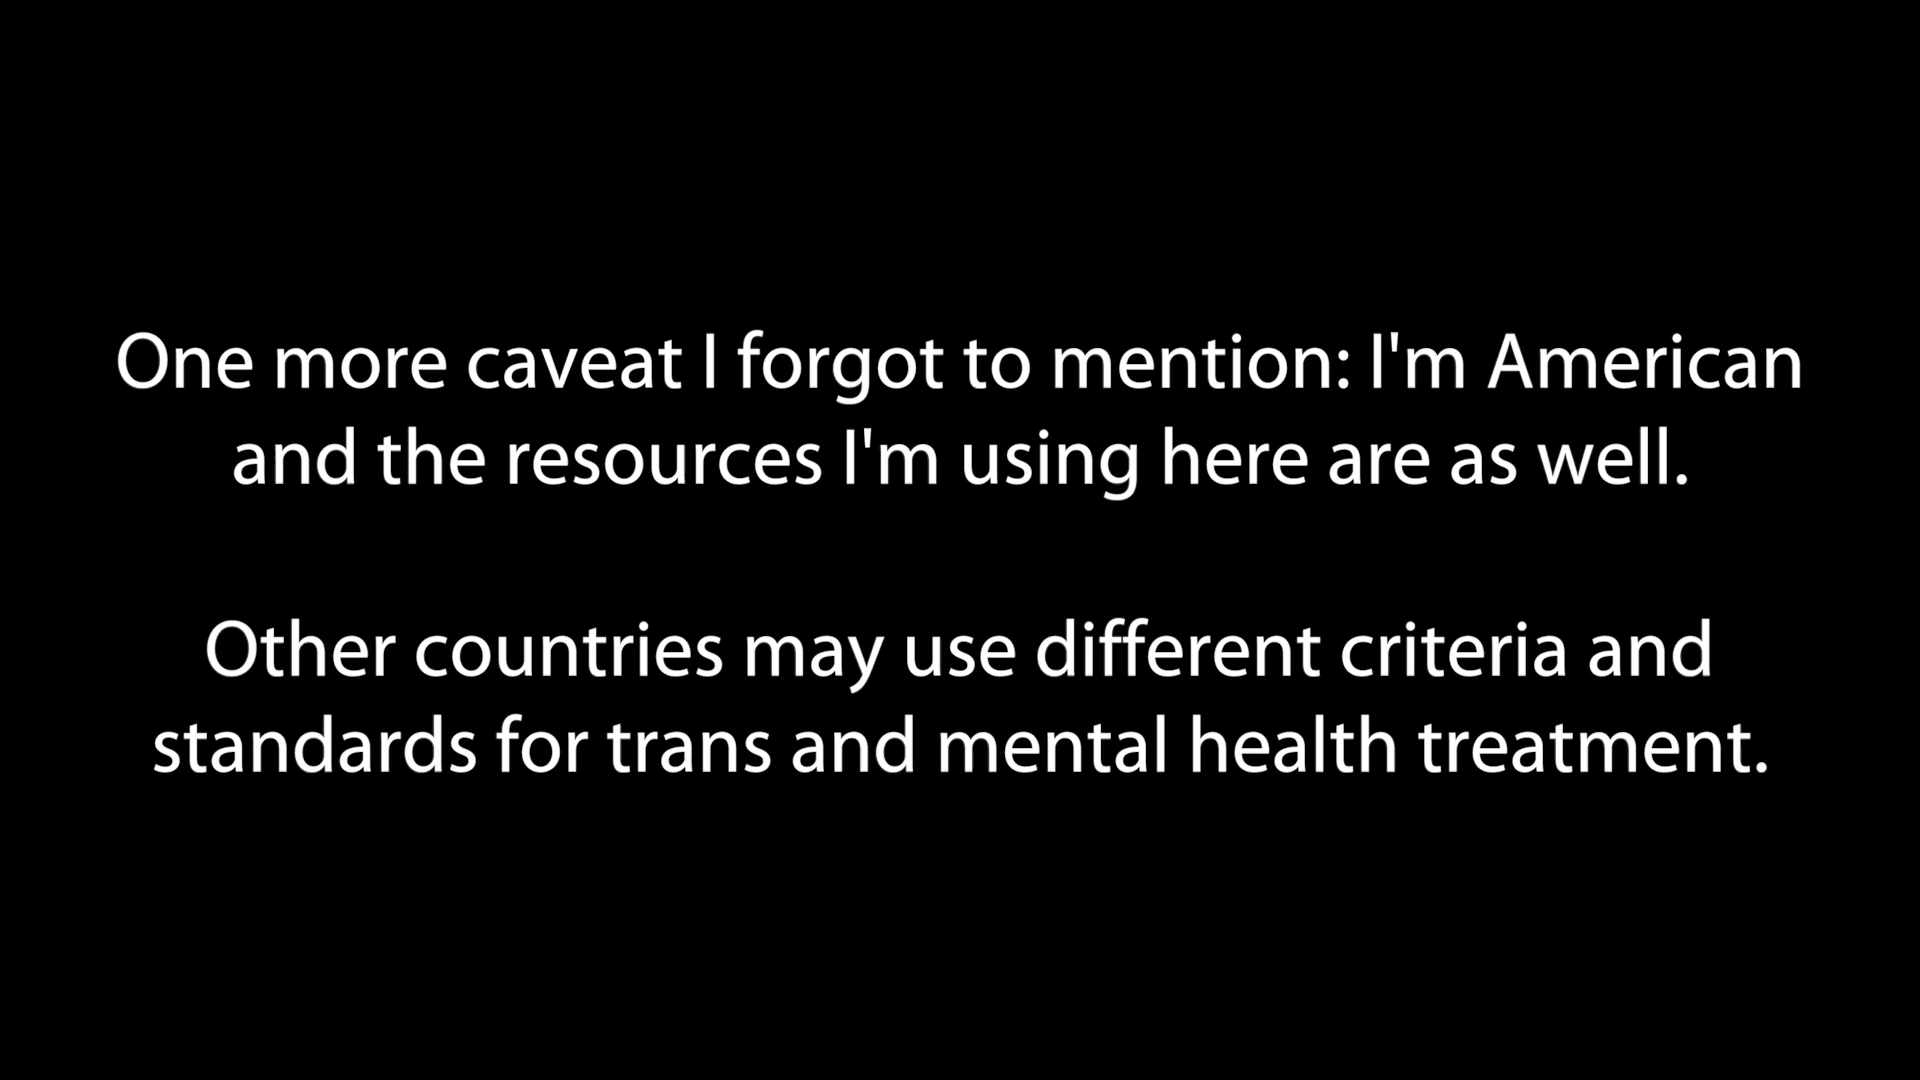 One more caveat I forgot to mention: I'm American
and the resources I'm using here are as well.
Other countries may use different criteria and
standards for trans and mental health treatment.